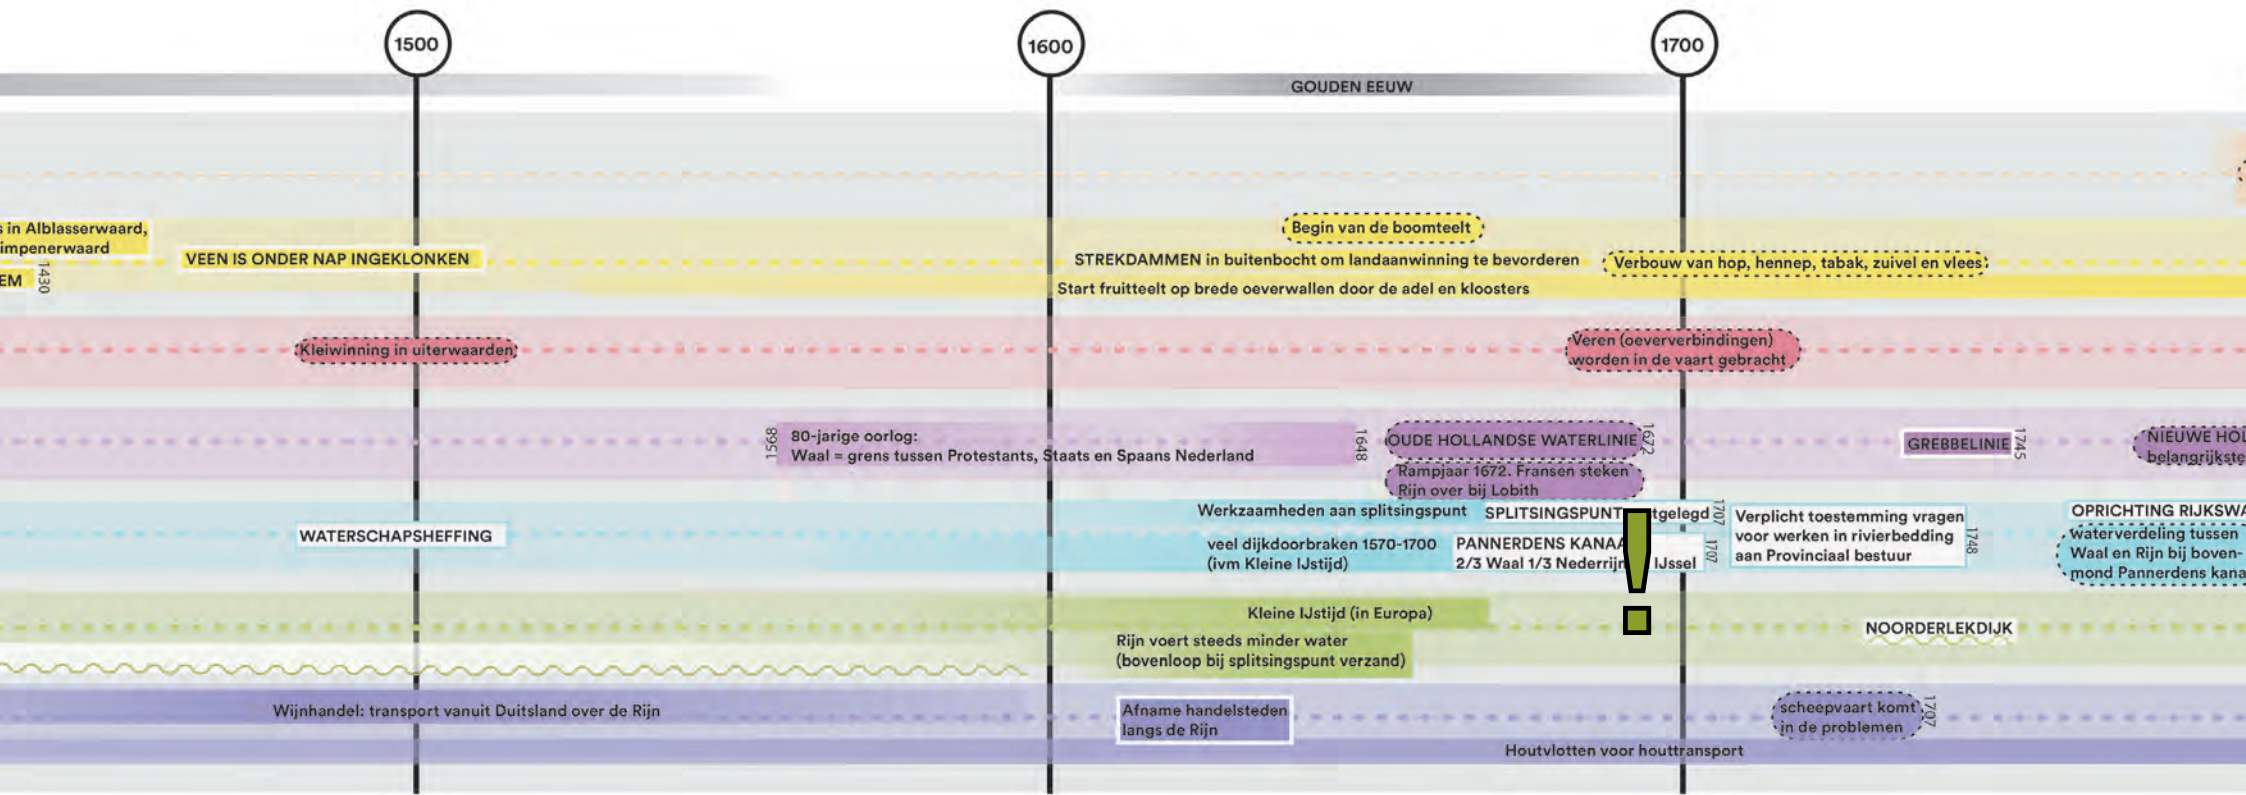 1500
1600
1700
GOUDEN EEUW
s in Alblasserwaard,
impenerwaard
EM
1430
VEEN IS ONDER NAP INGEKLONKEN
Begin van de boomteelt
STREKDAMMEN in buitenbocht om landaanwinning te bevorderen
Verbouw van hop, hennep, tabak, zuivel en vlees
Start fruitteelt op brede oeverwallen door de adel en kloosters
Kleiwinning in uiterwaarden
Veren (oeververbindingen)
worden in de vaart gebracht
1568
80-jarige oorlog:
Waal = grens tussen Protestants, Staats en Spaans Nederland
1648
OUDE HOLLANDSE WATERLINIE
1672
Rampjaar 1672. Fransen steken
Rijn over bij Lobith
GREBBELINIE
1745
NIEUWE HOL
belangrijkste
WATERSCHAPSHEFFING
Werkzaamheden aan splitsingspunt
SPLITSINGSPUNT tgelegd
1707
veel dijkdoorbraken 1570-1700
(ivm Kleine IJstijd)
PANNERDENS KANAA
2/3 Waal 1/3 Nederrijn IJssel
1707
Verplicht toestemming vragen
voor werken in rivierbedding
aan Provinciaal bestuur
1748
OPRICHTING RIJKSWA
waterverdeling tussen
Waal en Rijn bij boven-
mond Pannerdens kana
!
Kleine IJstijd (in Europa)
Rijn voert steeds minder water
(bovenloop bij splitsingspunt verzand)
NOORDERLEKDIJK
Wijnhandel: transport vanuit Duitsland over de Rijn
Afname handelsteden
langs de Rijn
scheepvaart komt
in de problemen
1707
Houtvlotten voor houttransport